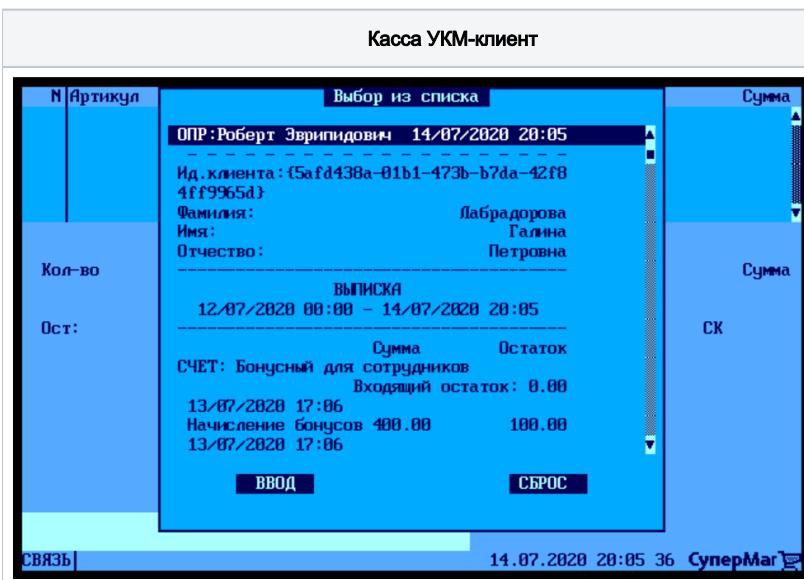 Касса УКМ-клиент
N Артикул
Выбор из списка
Сумма
ОПР:Роберт Эврипидович 14/07/2020 20:05
Ид.клиента:{5afd438a-01b1-473b-b7da-42f8
4ff9965d}
Фамилия: Лабрадорова
Имя: Галина
Отчество: Петровна
Кол-во
Сумма
ВЫПИСКА
12/07/2020 00:00 - 14/07/2020 20:05
Ост:
СК
Сумма Остаток
СЧЕТ: Бонусный для сотрудников
Входящий остаток: 0.00
13/07/2020 17:06
Начисление бонусов 400.00 100.00
13/07/2020 17:06
ВВОД СБРОС
СВЯЗЬ
14.07.2020 20:05 36 СуперМаг